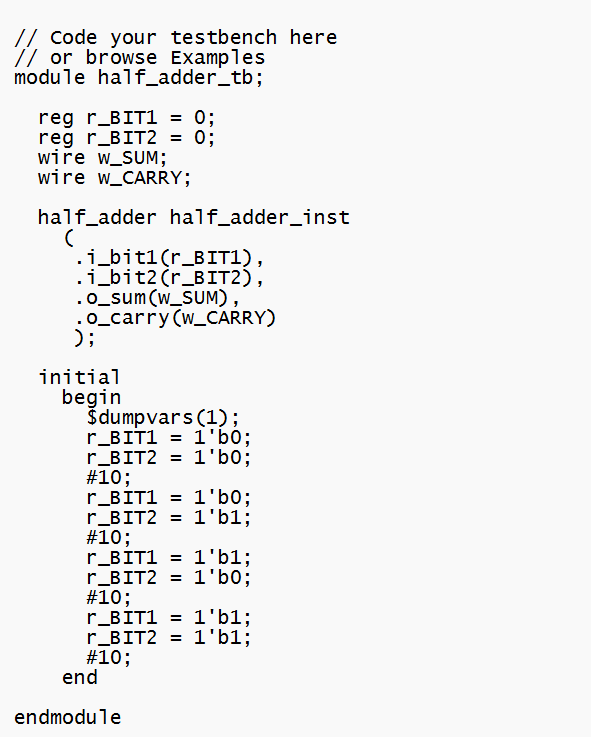 // Code your testbench here
// or browse Examples
module half_adder_tb;
reg r_BIT1 = 0;
reg r_BIT2 = 0;
wire w_SUM;
wire w_CARRY;
half_adder half_adder_inst
(
.i_bit1(r_BIT1),
.i_bit2(r_BIT2),
.o_sum(w_SUM),
.o_carry(w_CARRY)
);
initial
begin
$dumpvars(1);
r_BIT1 = 1'b0;
r_BIT2 = 1'b0;
#10;
r_BIT1 = 1'b0;
r_BIT2 = 1'b1;
#10;
r_BIT1 = 1'b1;
r_BIT2 = 1'b0;
#10;
r_BIT1 = 1'b1;
r_BIT2 = 1'b1;
#10;
end
endmodule